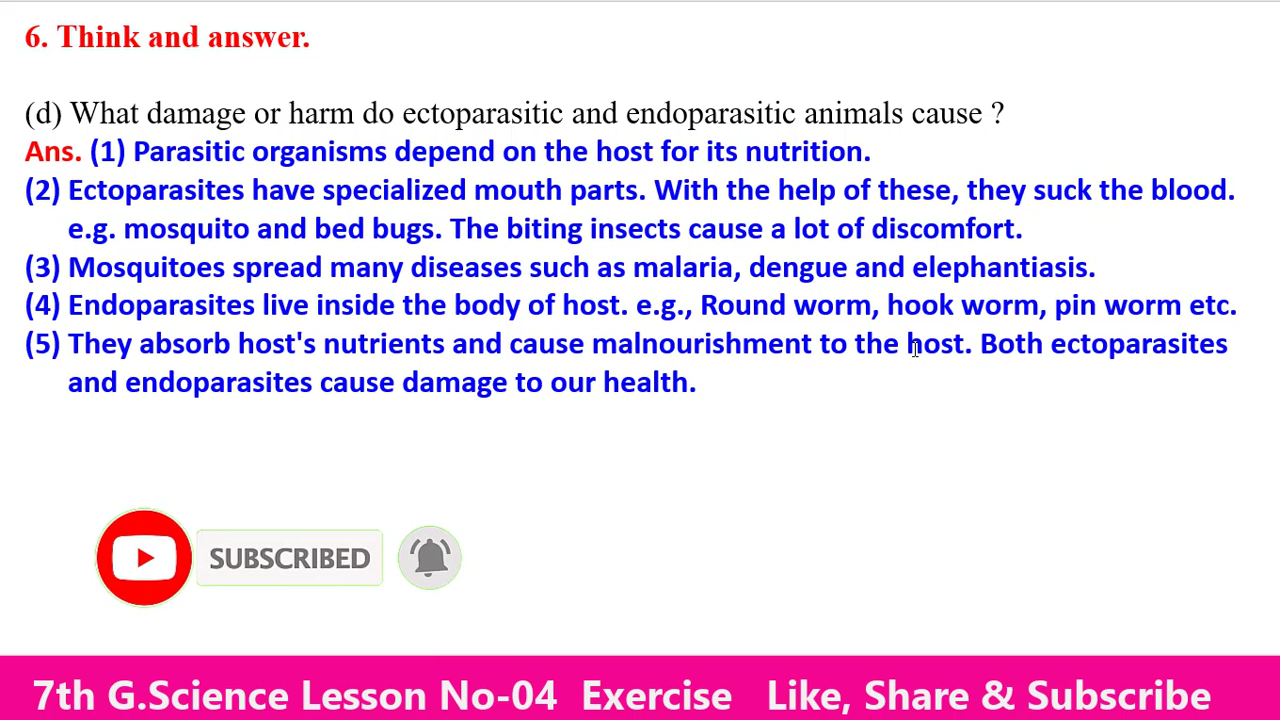 6. Think and answer.
(d) What damage or harm do ectoparasitic and endoparasitic animals cause ?
Ans. (1) Parasitic organisms depend on the host for its nutrition.
(2) Ectoparasites have specialized mouth parts. With the help of these, they suck the blood.
e.g. mosquito and bed bugs. The biting insects cause a lot of discomfort.
(3) Mosquitoes spread many diseases such as malaria, dengue and elephantiasis.
(4) Endoparasites live inside the body of host. e.g., Round worm, hook worm, pin worm etc.
(5) They absorb host's nutrients and cause malnourishment to the host. Both ectoparasites
and endoparasites cause damage to our health.
SUBSCRIBED
7th G.Science Lesson No-04 Exercise Like, Share & Subscribe